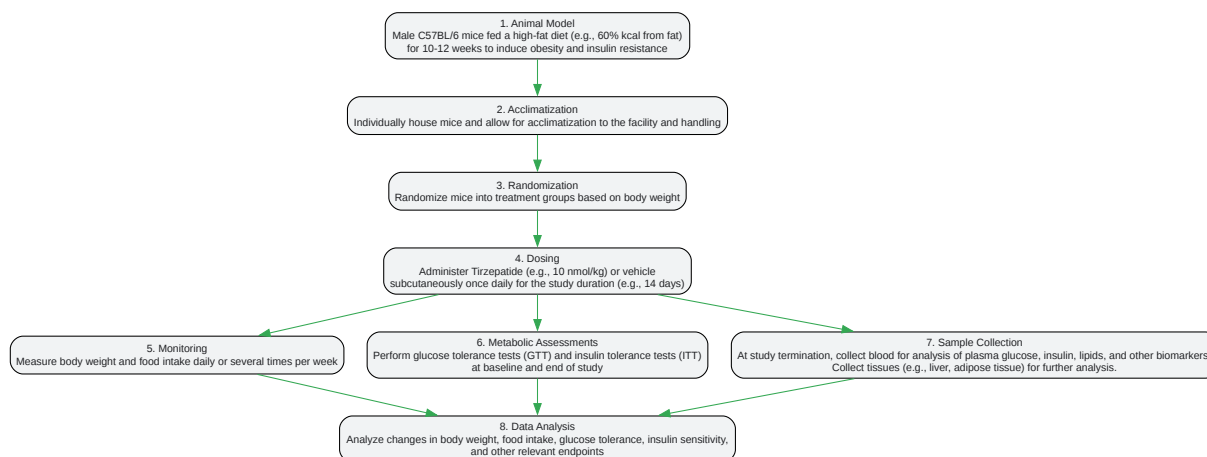 1. Animal Model
Male C57BL/6 mice fed a high-fat diet (e.g., 60% kcal from fat)
for 10-12 weeks to induce obesity and insulin resistance
2. Acclimatization
Individually house mice and allow for acclimatization to the facility and handling
3. Randomization
Randomize mice into treatment groups based on body weight
4. Dosing
Administer Tirzepatide (e.g., 10 nmol/kg) or vehicle
subcutaneously once daily for the study duration (e.g., 14 days)
5. Monitoring
Measure body weight and food intake daily or several times per week
6. Metabolic Assessments
Perform glucose tolerance tests (GTT) and insulin tolerance tests (ITT)
at baseline and end of study
7. Sample Collection
At study termination, collect blood for analysis of plasma glucose, insulin, lipids, and other biomarkers.
Collect tissues (e.g., liver, adipose tissue) for further analysis.
8. Data Analysis
Analyze changes in body weight, food intake, glucose tolerance, insulin sensitivity,
and other relevant endpoints